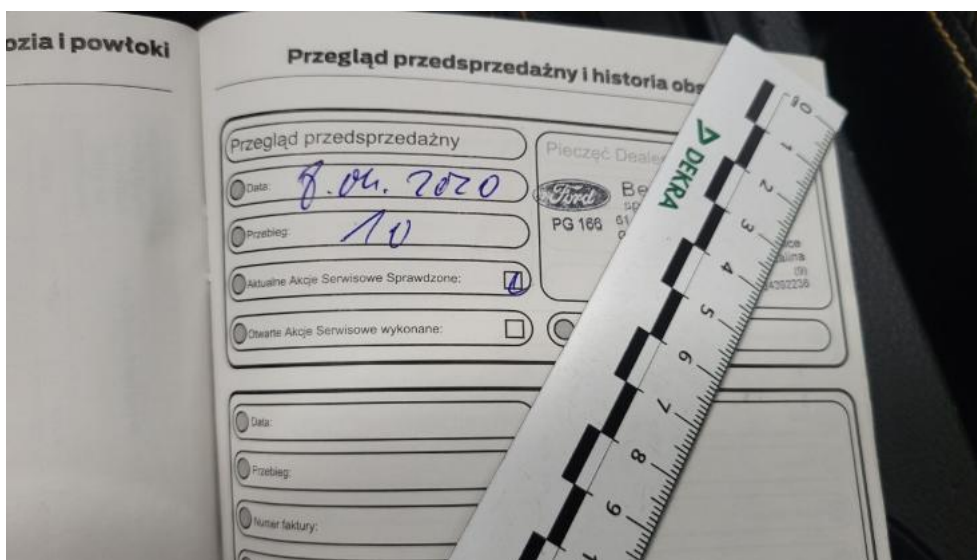 ozia i powłoki
Przegląd przedsprzedażny i historia
Przegląd przedsprzedażny
Data: 8.04.2020
Przebieg: 10
Aktualne Akcje Serwisowe Sprawdzone:
Otwarte Akcje Serwisowe wykonane:
Pieczęć
Ford
PG 166
Data:
Przebieg:
Numer faktury:
DEKRA
0
1
2
3
4
5
6
7
8
9